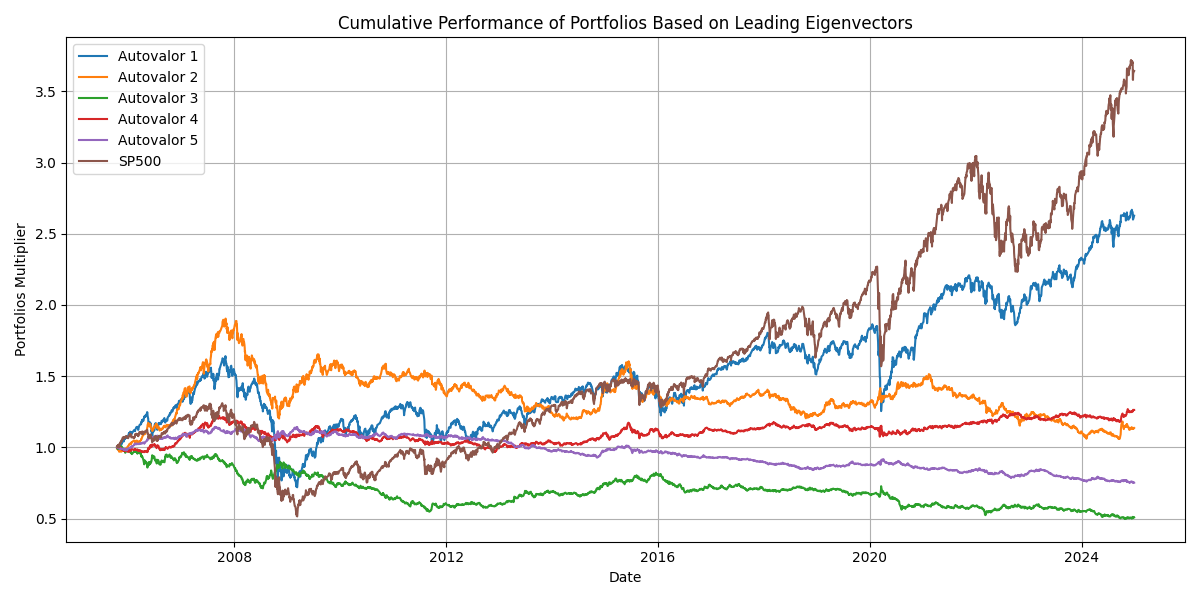 Cumulative Performance of Portfolios Based on Leading Eigenvectors
Autovalor 1
Autovalor 2
Autovalor 3
Autovalor 4
Autovalor 5
SP500
Portfolios Multiplier
3.5
3.0
2.5
2.0
1.5
1.0
0.5
2008
2012
2016
2020
2024
Date